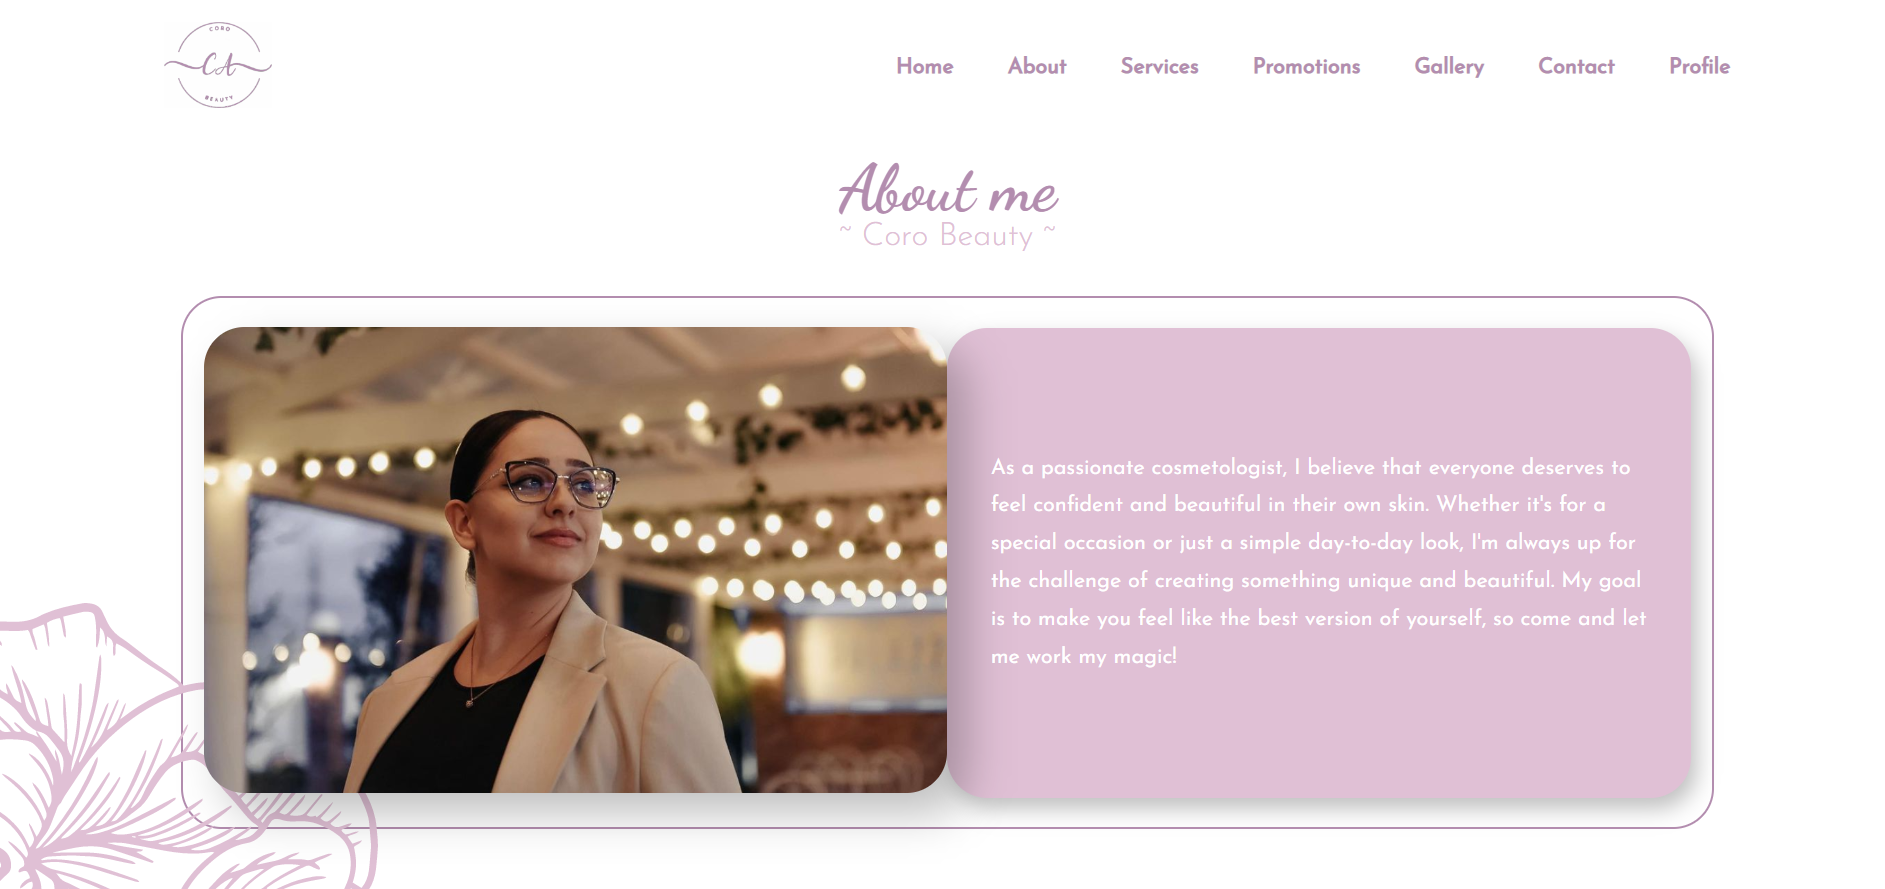 CORO
CA
BEAUTY
Home About Services Promotions Gallery Contact Profile
About me
~ Coro Beauty ~
As a passionate cosmetologist, I believe that everyone deserves to
feel confident and beautiful in their own skin. Whether it's for a
special occasion or just a simple day-to-day look, I'm always up for
the challenge of creating something unique and beautiful. My goal
is to make you feel like the best version of yourself, so come and let
me work my magic!